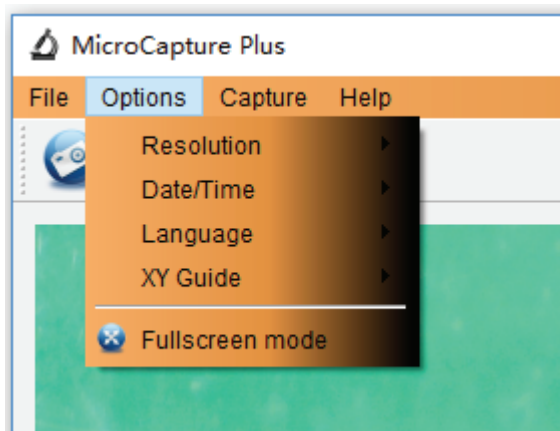 MicroCapture Plus
File Options Capture Help
Resolution
Date/Time
Language
XY Guide
Fullscreen mode